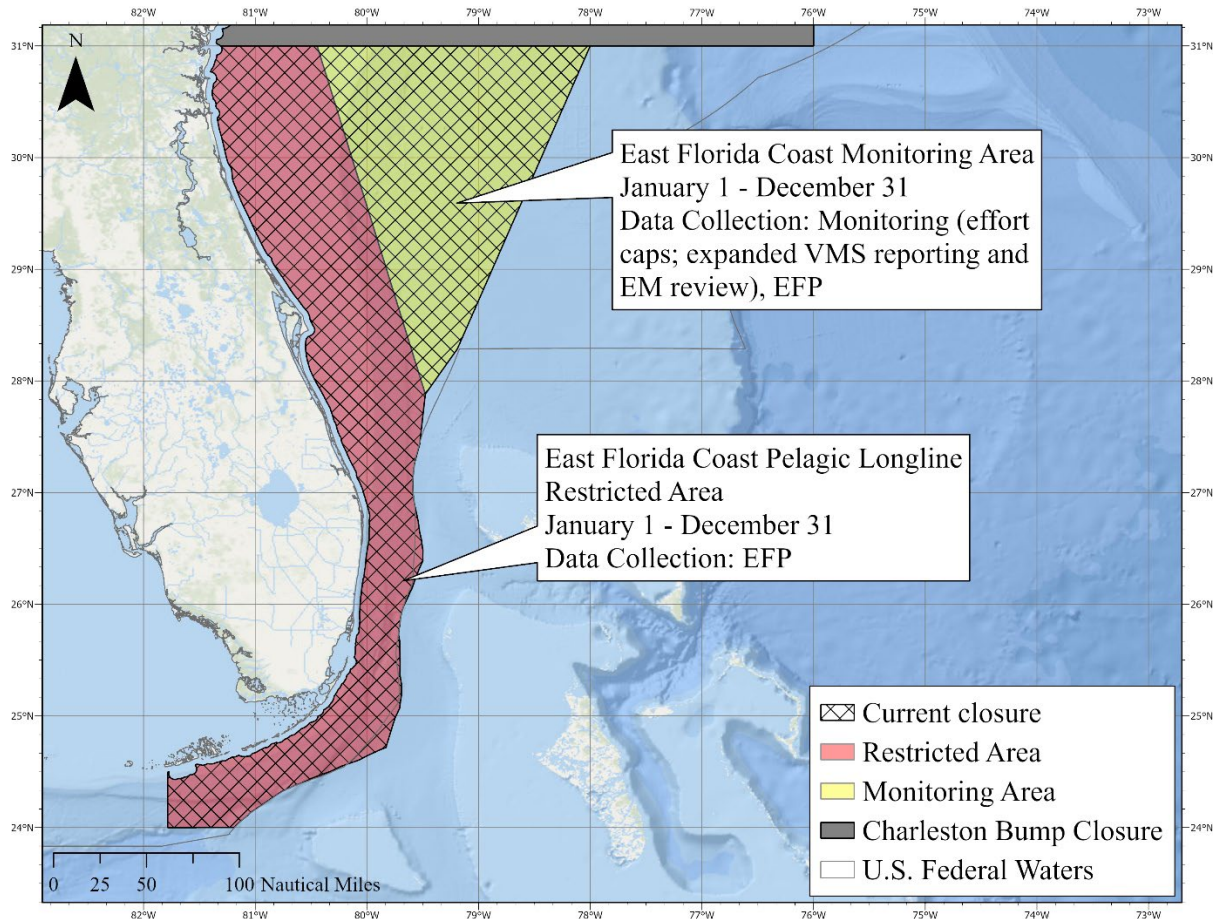 82°W 81°W 80°W 79°W 78°W 77°W 76°W 75°W 74°W 73°W
N
31°N 31°N
30°N 30°N
29°N 29°N
28°N 28°N
27°N 27°N
26°N 26°N
25°N 25°N
24°N 24°N
East Florida Coast Monitoring Area
January 1 - December 31
Data Collection: Monitoring (effort
caps; expanded VMS reporting and
EM review), EFP
East Florida Coast Pelagic Longline
Restricted Area
January 1 - December 31
Data Collection: EFP
Current closure
Restricted Area
Monitoring Area
Charleston Bump Closure
U.S. Federal Waters
0 25 50 100 Nautical Miles
82°W 81°W 80°W 79°W 78°W 77°W 76°W 75°W 74°W 73°W